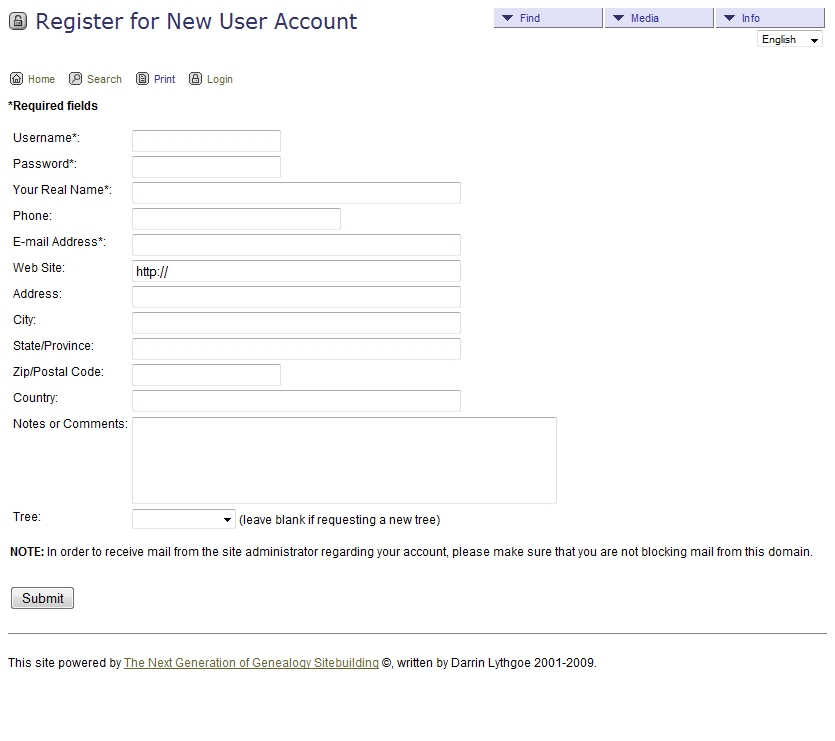 Register for New User Account
Find Media Info
English
Home Search Print Login
*Required fields
Username*:
Password*:
Your Real Name*:
Phone:
E-mail Address*:
Web Site: http://
Address:
City:
State/Province:
Zip/Postal Code:
Country:
Notes or Comments:
Tree: (leave blank if requesting a new tree)
NOTE: In order to receive mail from the site administrator regarding your account, please make sure that you are not blocking mail from this domain.
Submit
This site powered by The Next Generation of Genealogy Sitebuilding ©, written by Darrin Lythgoe 2001-2009.